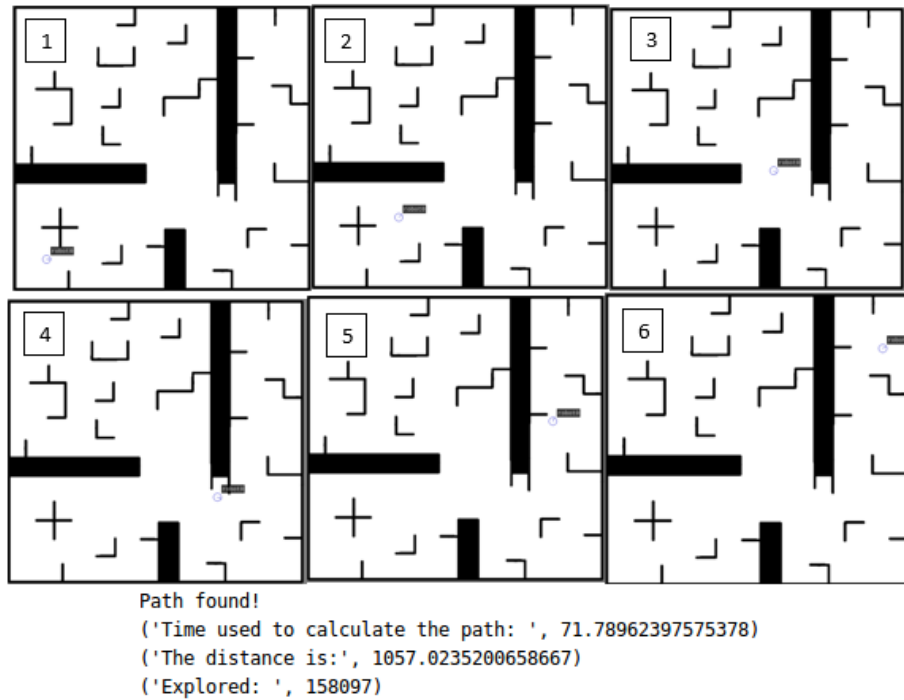 1
2
3
4
5
6
Path found!
('Time used to calculate the path: ', 71.78962397575378)
('The distance is:', 1057.0235200658667)
('Explored: ', 158097)